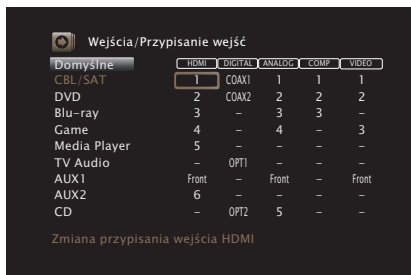 Wejścia/Przypisanie wejść
Domyślne HDMI DIGITAL ANALOG COMP VIDEO
CBL/SAT 1 COAX1 1 1 1
DVD 2 COAX2 2 2 2
Blu-ray 3 – 3 3 –
Game 4 – 4 – 3
Media Player 5 – – – –
TV Audio – OPT1 – – –
AUX1 Front – Front – Front
AUX2 6 – – – –
CD – OPT2 5 – –
Zmiana przypisania wejścia HDMI